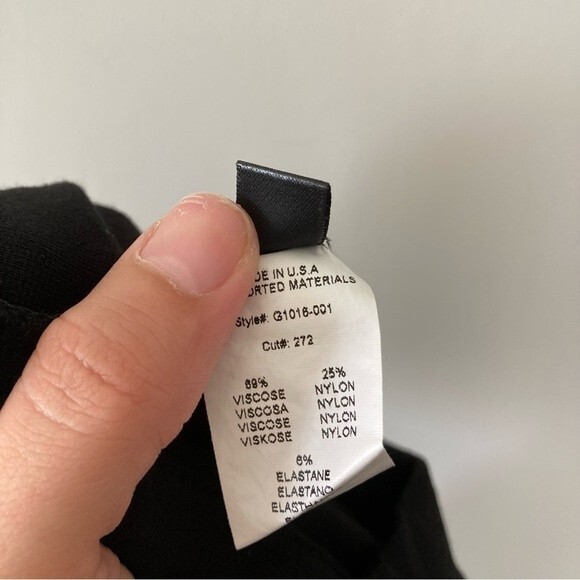 DE IN U.S.A
ORTED MATERIALS
Style#: G1016-001
Cut#: 272
69% 25%
VISCOSE NYLON
VISCOSA NYLON
VISCOSE NYLON
VISKOSE NYLON
6%
ELASTANE
ELASTANO
ELASTH